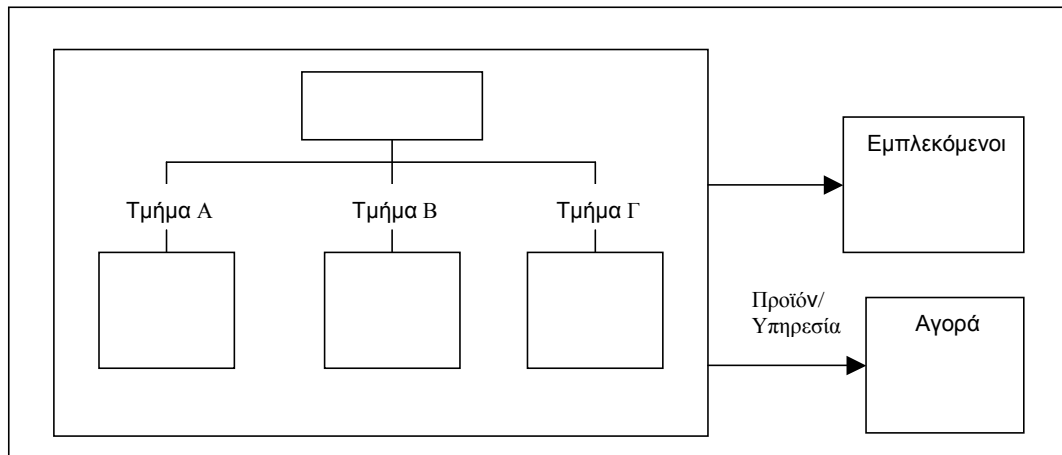 Εμπλεκόμενοι
Τμήμα Α
Τμήμα Β
Τμήμα Γ
Προϊόν/
Υπηρεσία
Αγορά